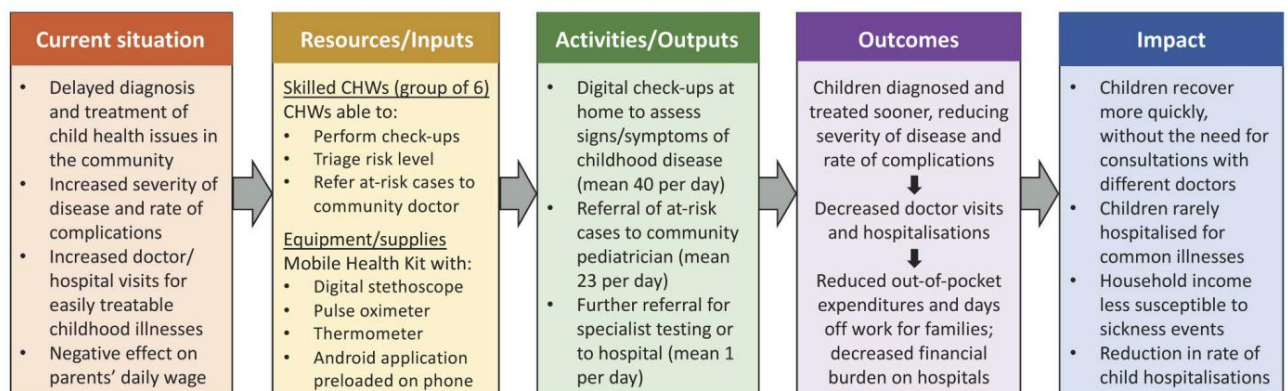 Current situation
• Delayed diagnosis
and treatment of
child health issues in
the community
• Increased severity of
disease and rate of
complications
• Increased doctor/
hospital visits for
easily treatable
childhood illnesses
• Negative effect on
parents' daily wage
Resources/Inputs
Skilled CHWs (group of 6)
CHWs able to:
• Perform check-ups
• Triage risk level
• Refer at-risk cases to
community doctor
Equipment/supplies
Mobile Health Kit with:
• Digital stethoscope
• Pulse oximeter
• Thermometer
• Android application
preloaded on phone
Activities/Outputs
• Digital check-ups at
home to assess
signs/symptoms of
childhood disease
(mean 40 per day)
• Referral of at-risk
cases to community
pediatrician (mean
23 per day)
• Further referral for
specialist testing or
to hospital (mean 1
per day)
Outcomes
Children diagnosed and
treated sooner, reducing
severity of disease and
rate of complications
Decreased doctor visits
and hospitalisations
Reduced out-of-pocket
expenditures and days
off work for families;
decreased financial
burden on hospitals
Impact
• Children recover
more quickly,
without the need for
consultations with
different doctors
• Children rarely
hospitalised for
common illnesses
• Household income
less susceptible to
sickness events
• Reduction in rate of
child hospitalisations